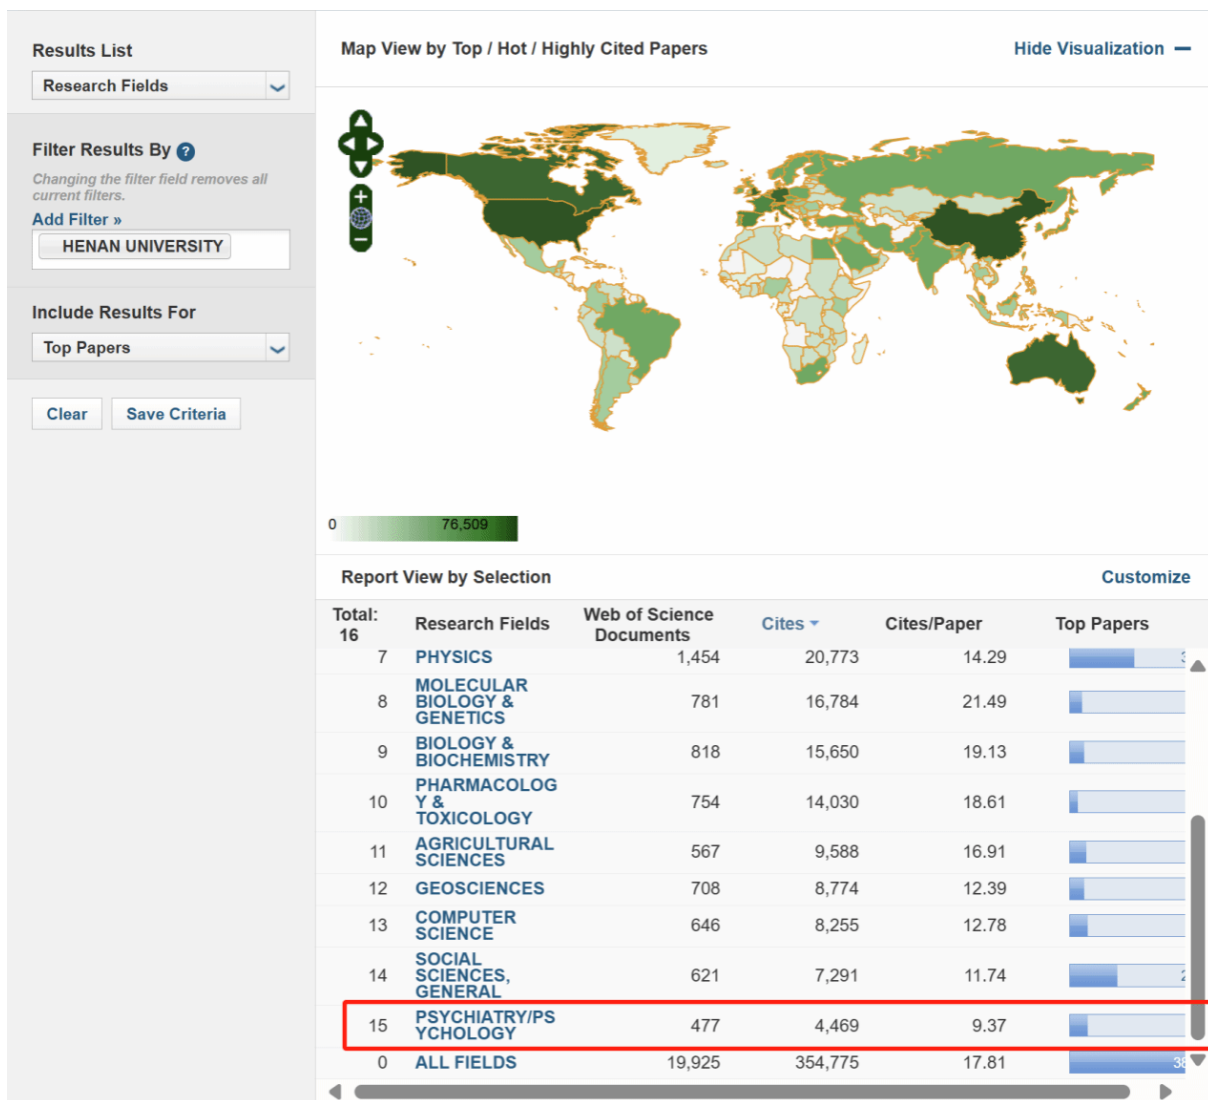 Results List
Research Fields
Filter Results By ?
Changing the filter field removes all
current filters.
Add Filter »
HENAN UNIVERSITY
Include Results For
Top Papers
Clear Save Criteria
Map View by Top / Hot / Highly Cited Papers Hide Visualization
0 76,509
Report View by Selection Customize
Total:
16 Research Fields Web of Science
Documents Cites Cites/Paper Top Papers
7 PHYSICS 1,454 20,773 14.29
8 MOLECULAR
BIOLOGY &
GENETICS 781 16,784 21.49
9 BIOLOGY &
BIOCHEMISTRY 818 15,650 19.13
10 PHARMACOLOG
Y &
TOXICOLOGY 754 14,030 18.61
11 AGRICULTURAL
SCIENCES 567 9,588 16.91
12 GEOSCIENCES 708 8,774 12.39
13 COMPUTER
SCIENCE 646 8,255 12.78
14 SOCIAL
SCIENCES,
GENERAL 621 7,291 11.74
15 PSYCHIATRY/PS
YCHOLOGY 477 4,469 9.37
0 ALL FIELDS 19,925 354,775 17.81